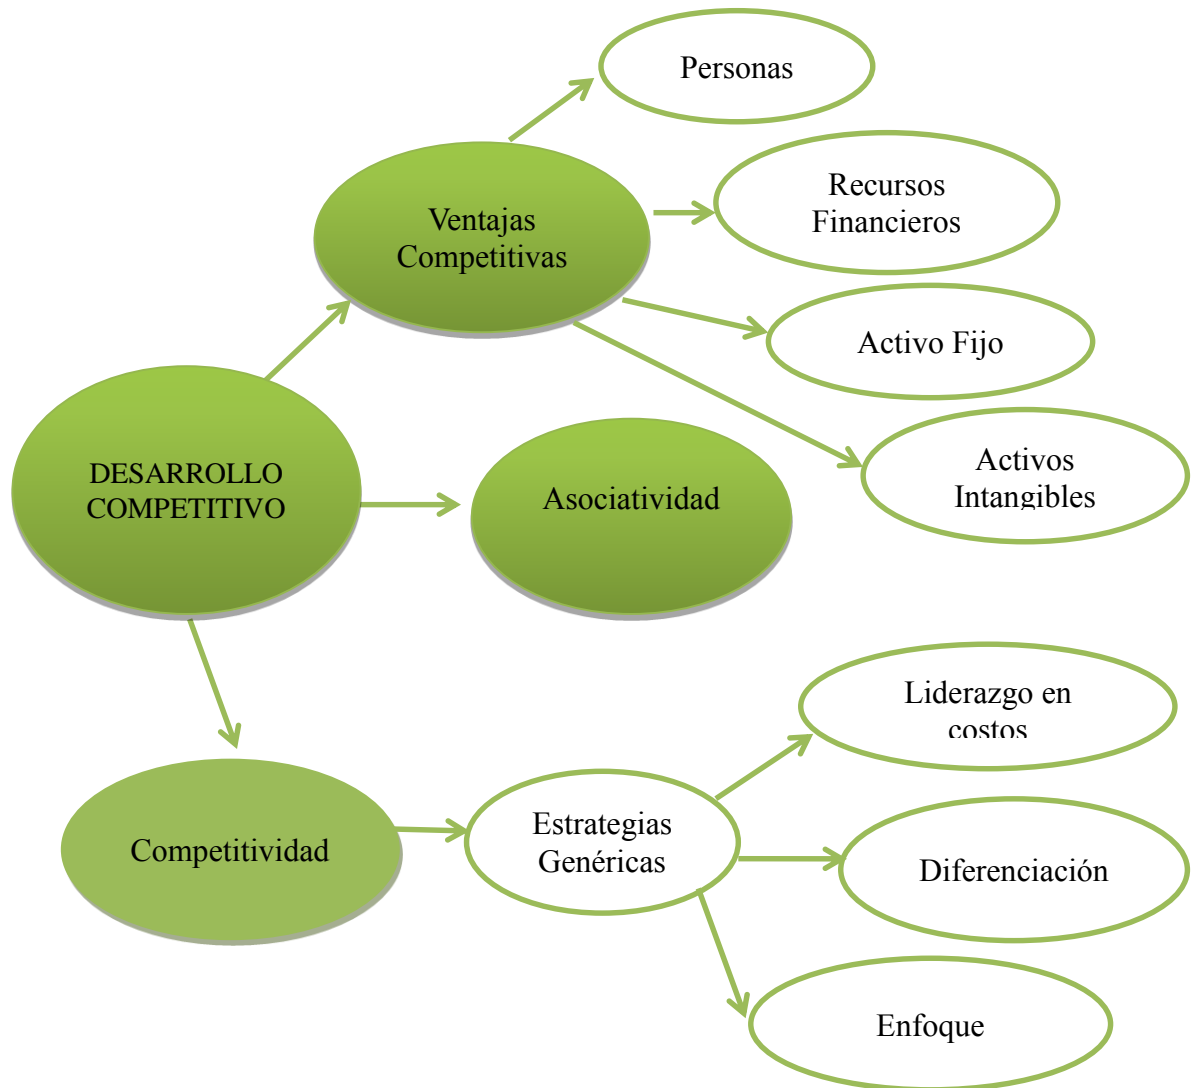 Personas
Recursos
Financieros
Ventajas
Competitivas
Activo Fijo
DESARROLLO
COMPETITIVO
Asociatividad
Activos
Intangibles
Liderazgo en
costos
Competitividad
Estrategias
Genéricas
Diferenciación
Enfoque